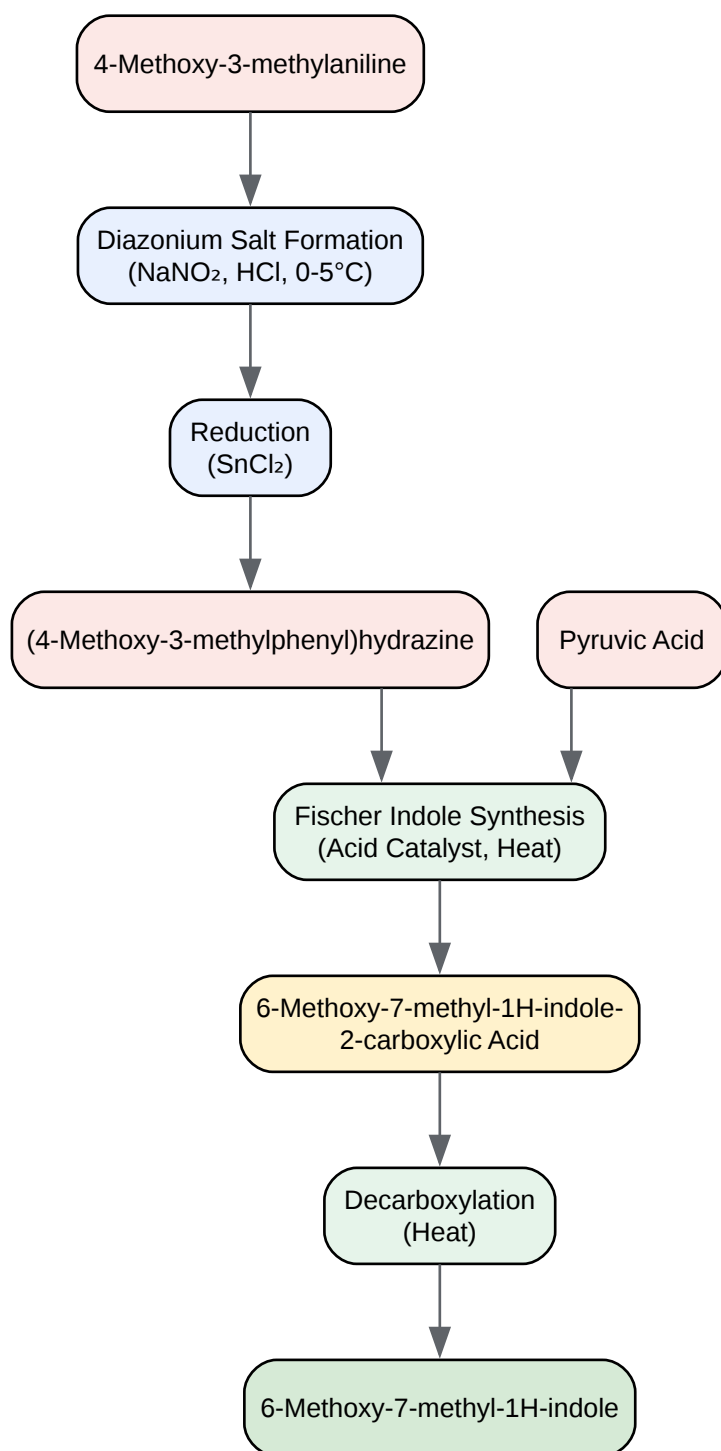 4-Methoxy-3-methylaniline
Diazonium Salt Formation
(NaNO₂, HCl, 0-5°C)
Reduction
(SnCl₂)
(4-Methoxy-3-methylphenyl)hydrazine
Pyruvic Acid
Fischer Indole Synthesis
(Acid Catalyst, Heat)
6-Methoxy-7-methyl-1H-indole-
2-carboxylic Acid
Decarboxylation
(Heat)
6-Methoxy-7-methyl-1H-indole